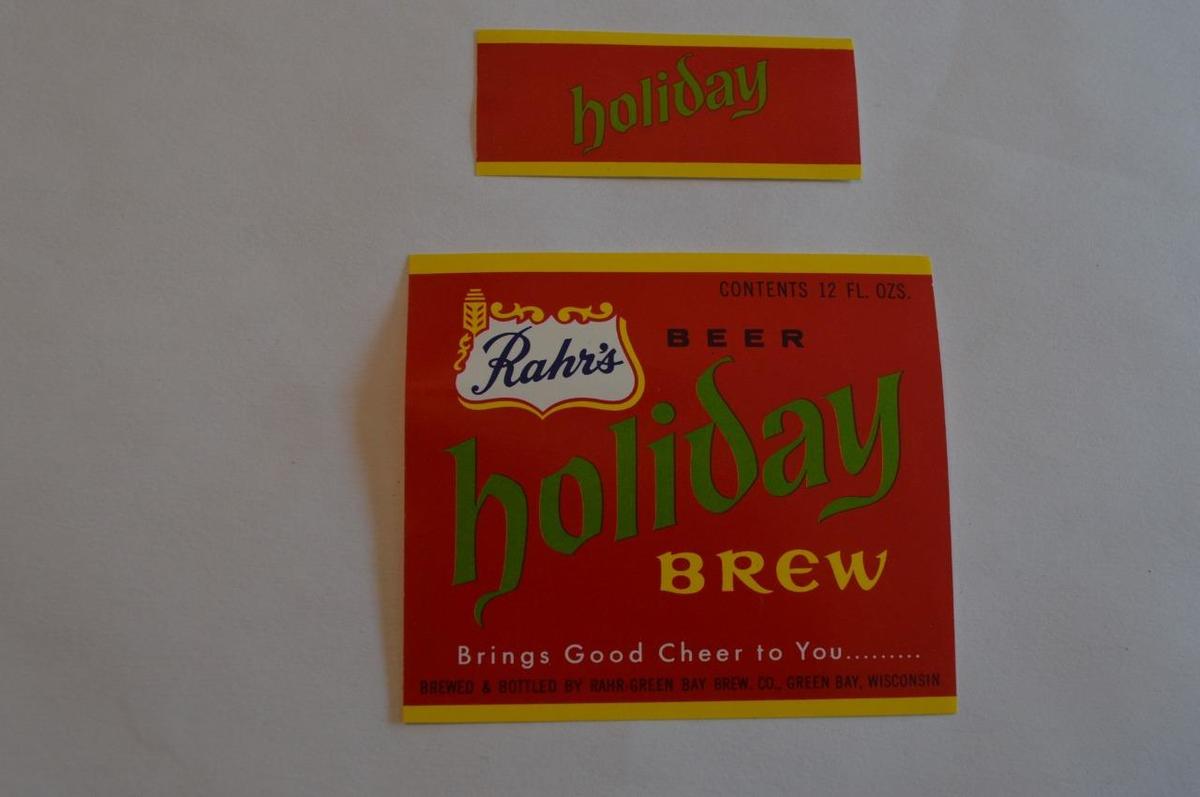 holiday
CONTENTS 12 FL. OZS.
Rahr's
BEER
holiday
BREW
Brings Good Cheer to You.........
BREWED & BOTTLED BY RAHR-GREEN BAY BREW. CO., GREEN BAY, WISCONSIN